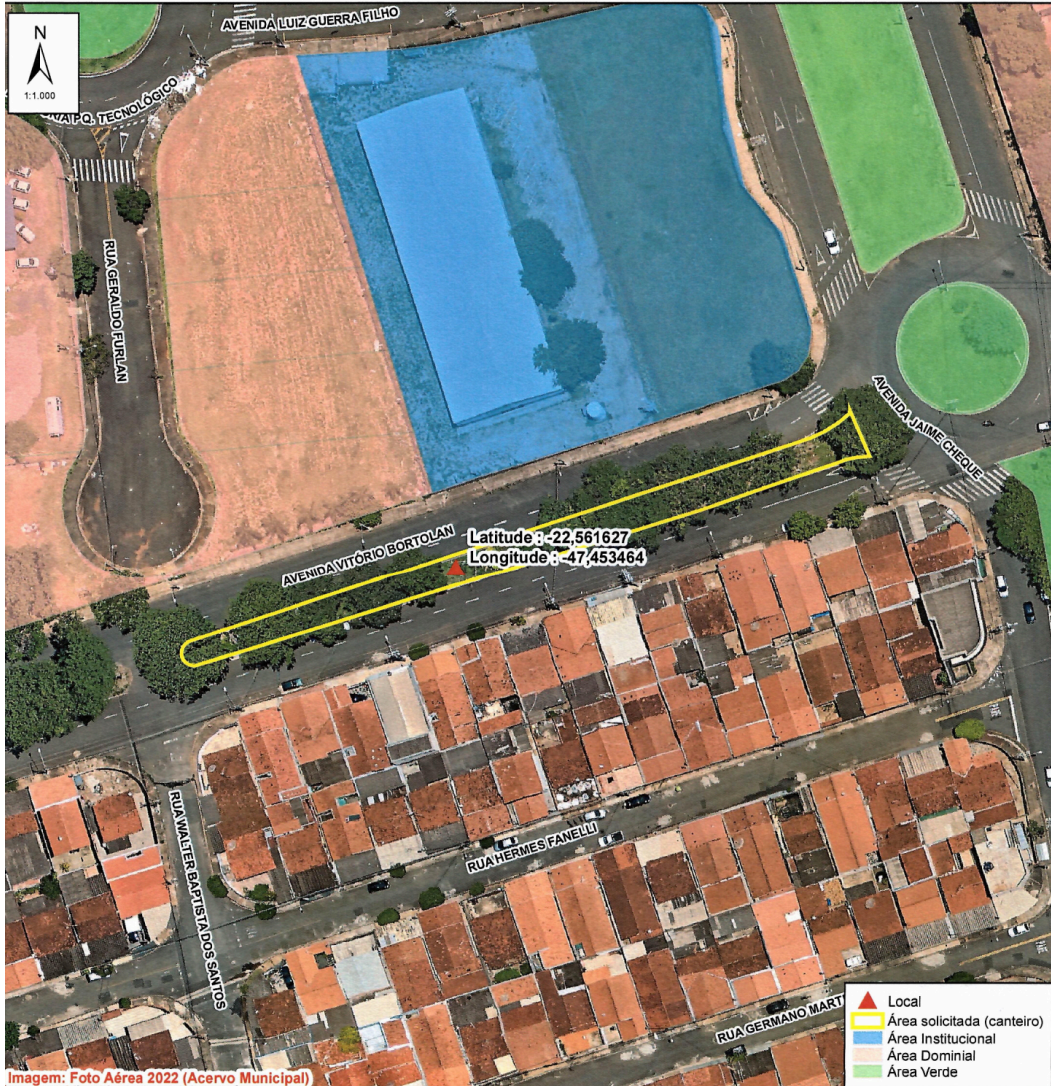 AVENIDA LUIZ GUERRA FILHO
N
1:1.000
PQ. TECNOLÓGICO
RUA GERALDO FURLAN
AVENIDA JAIME CHEQUE
AVENIDA VITÓRIO BORTOLAN
Latitude : -22,561627
Longitude : -47,453464
RUA WALTER BAPTISTA DOS SANTOS
RUA HERMES FANELLI
RUA GERMANO
Local
Área solicitada (canteiro)
Área Institucional
Área Dominial
Área Verde
Imagem: Foto Aérea 2022 (Acervo Municipal)